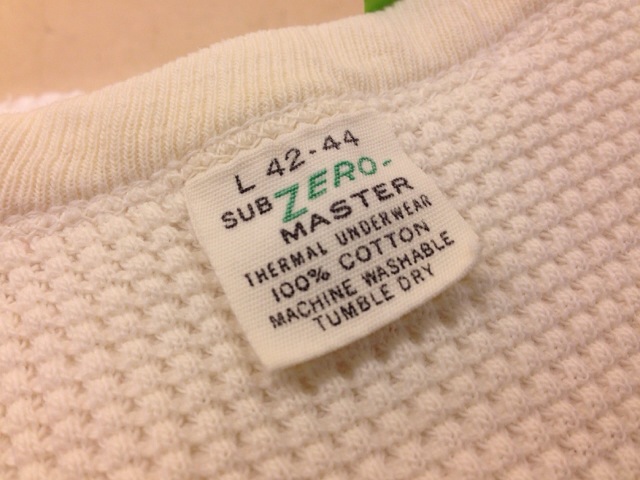 L 42-44
SUB ZERO-
MASTER
THERMAL UNDERWEAR
100% COTTON
MACHINE WASHABLE
TUMBLE DRY